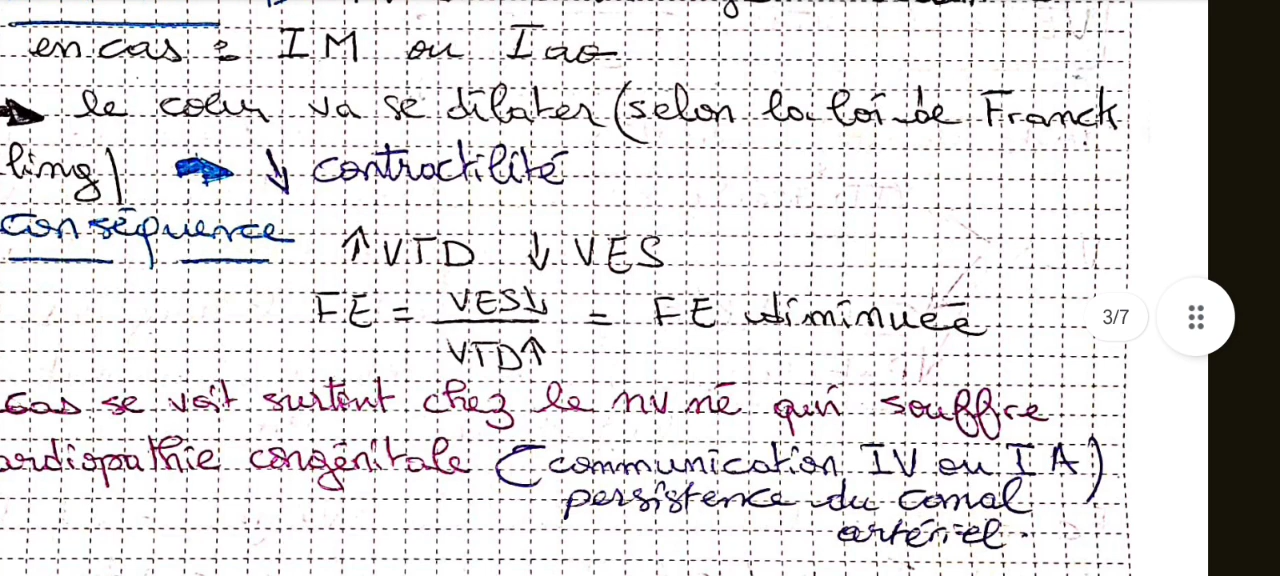 en cas : IM ou Iao
➡ le cœur va se dilater (selon la loi de Franck
ling) ➡ ↓ contractilité
conséquence ↑ VTD ↓ VES
FE = VES↓ / VTD↑ = FE diminuée
cas se voit surtout chez le nv né qui souffre
ardiopathie congénitale (communication IV ou IA)
persistence du canal
artériel.
3/7